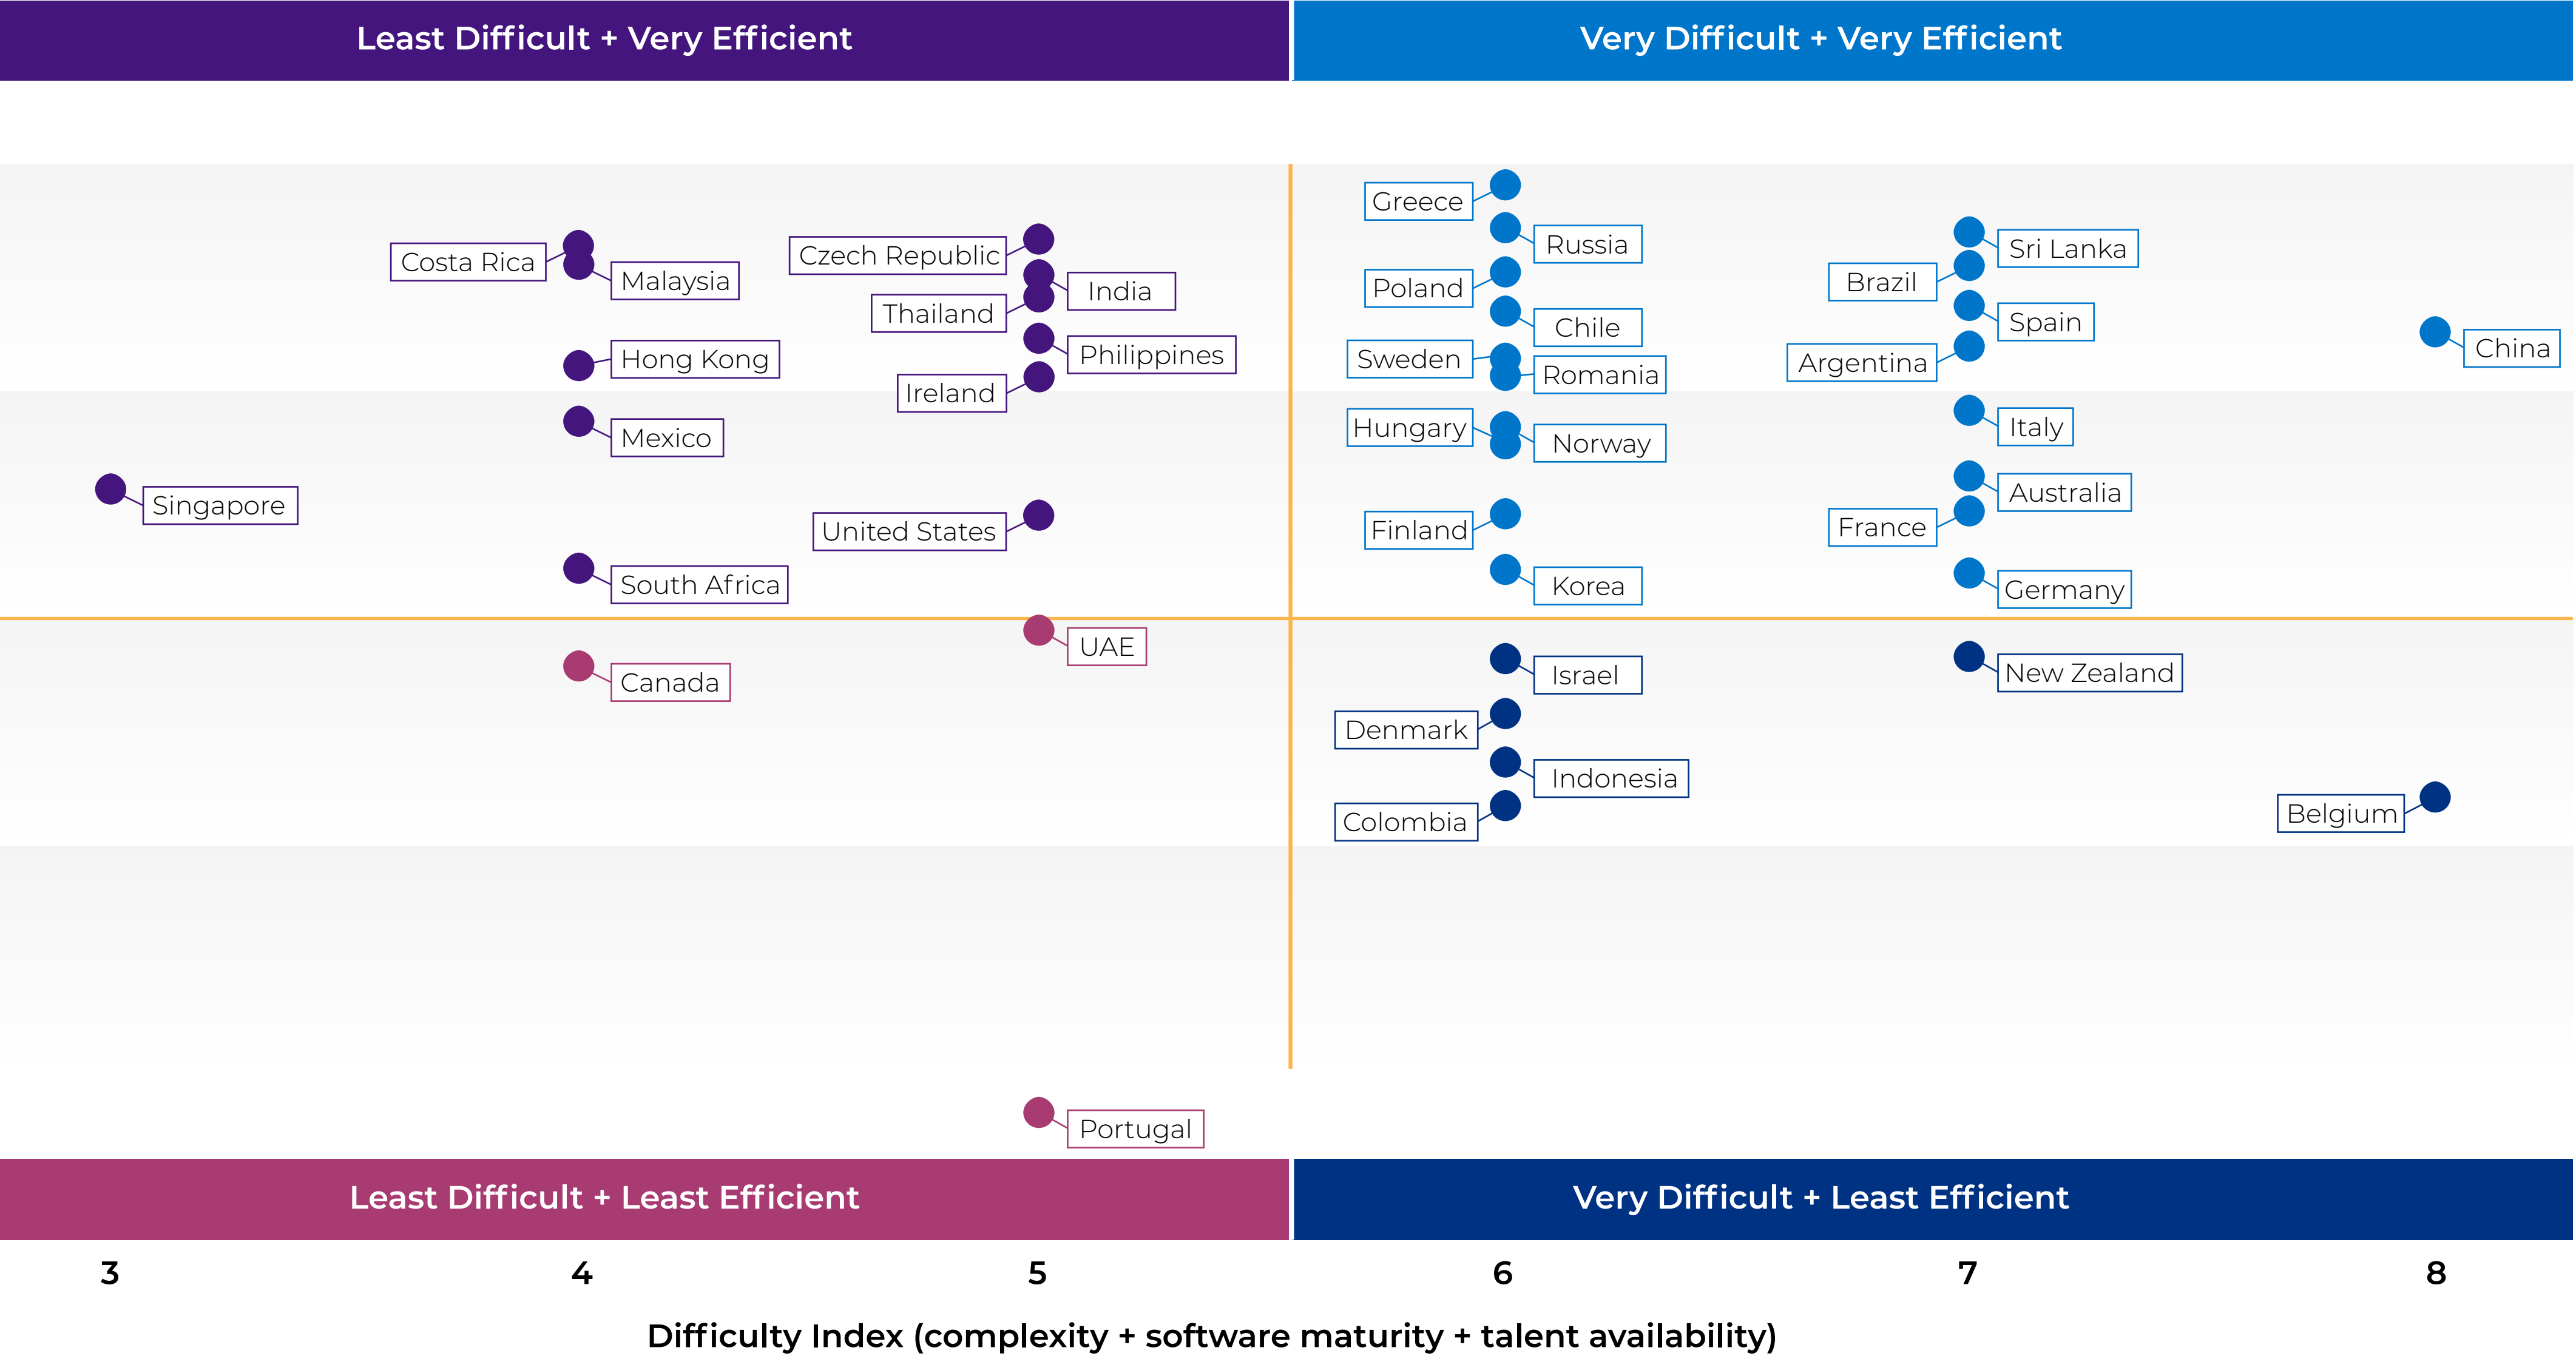 Least Difficult + Very Efficient
Very Difficult + Very Efficient
Greece
Russia
Sri Lanka
Czech Republic
Costa Rica
Malaysia
Brazil
India
Poland
Thailand
Spain
Chile
China
Philippines
Hong Kong
Sweden
Argentina
Romania
Ireland
Italy
Hungary
Mexico
Norway
Australia
Singapore
France
Finland
United States
South Africa
Korea
Germany
UAE
New Zealand
Israel
Canada
Denmark
Indonesia
Belgium
Colombia
Portugal
Least Difficult + Least Efficient
Very Difficult + Least Efficient
3
4
5
6
7
8
Difficulty Index (complexity + software maturity + talent availability)